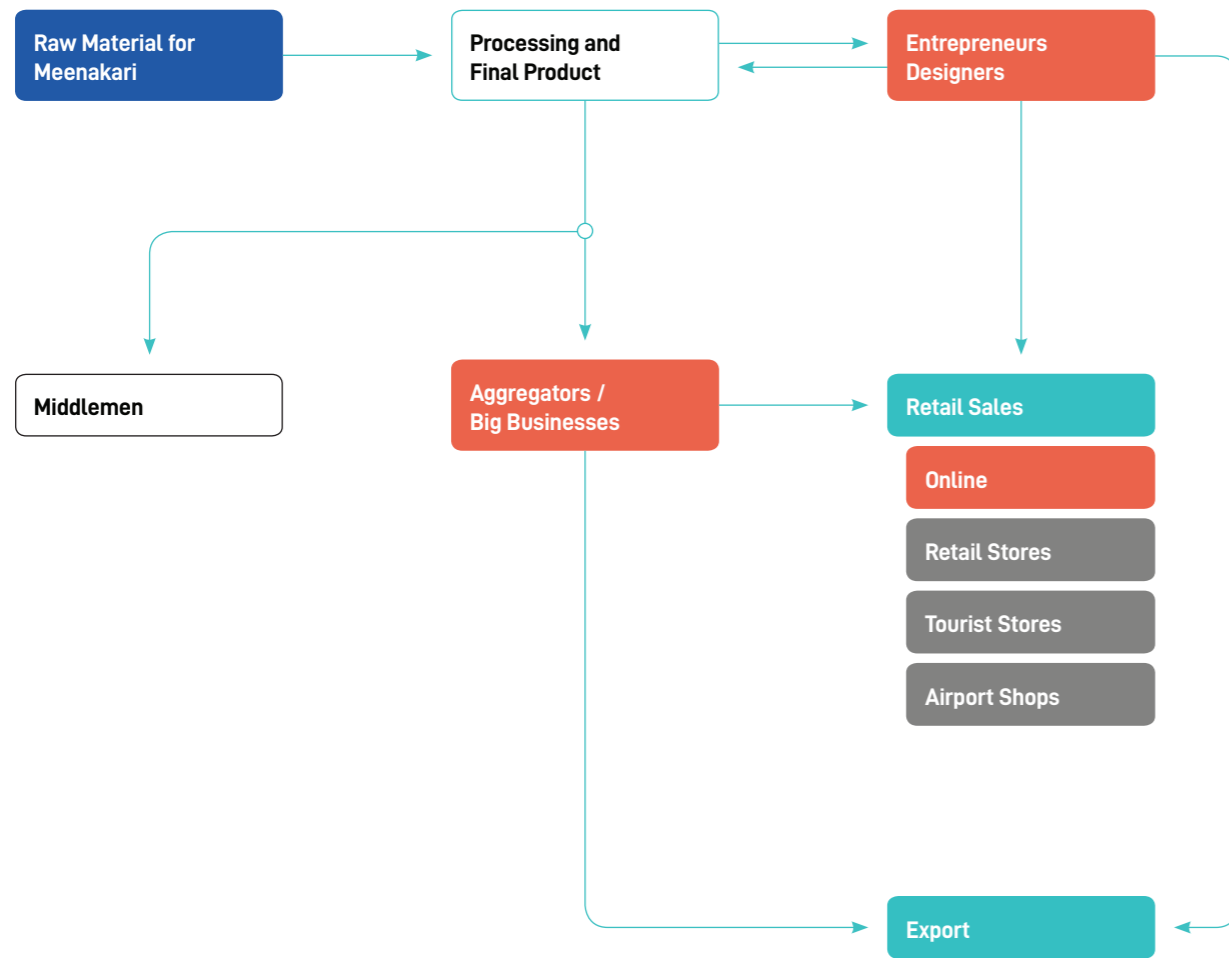 Raw Material for
Meenakari
Processing and
Final Product
Entrepreneurs
Designers
Middlemen
Aggregators /
Big Businesses
Retail Sales
Online
Retail Stores
Tourist Stores
Airport Shops
Export